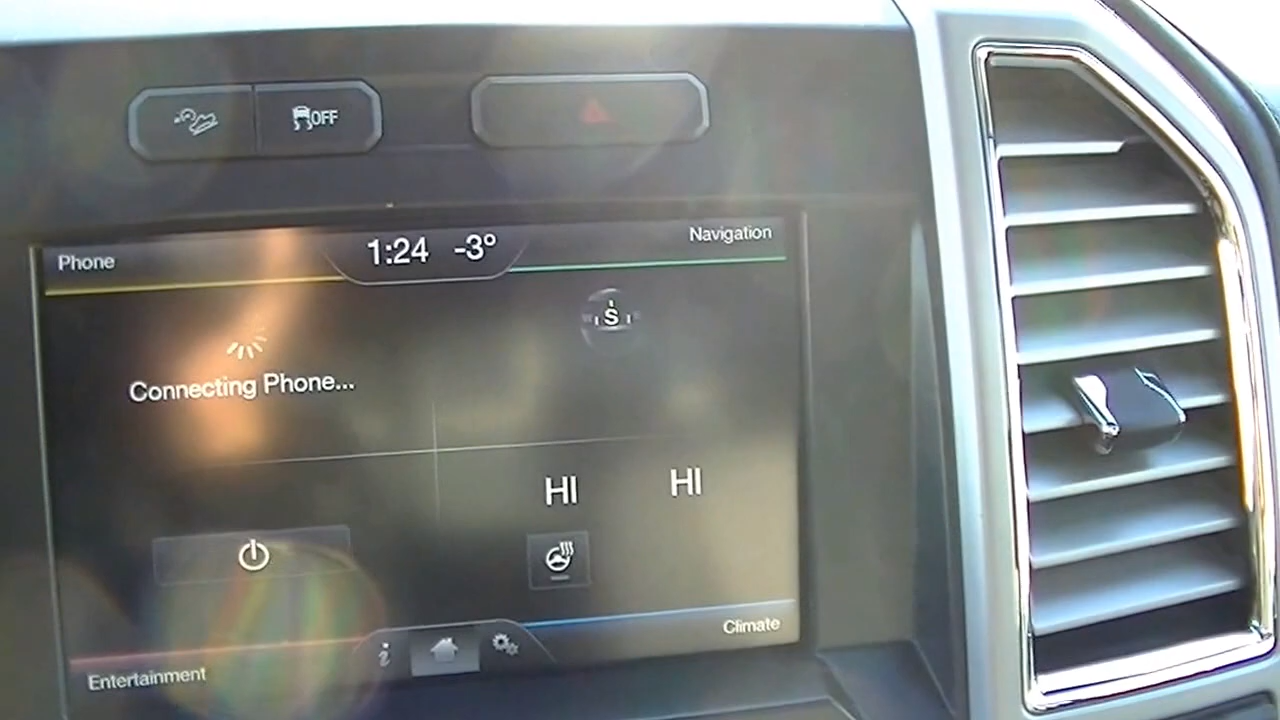 OFF
Phone
1:24 -3°
Navigation
S
Connecting Phone...
HI HI
Climate
Entertainment